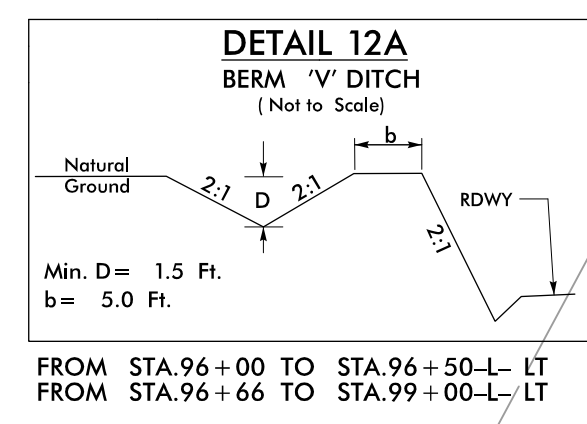 DETAIL 12A
BERM 'V' DITCH
(Not to Scale)
b
Natural
Ground
2:1
D
2:1
RDWY
2:1
Min. D= 1.5 Ft.
b= 5.0 Ft.
FROM STA.96+00 TO STA.96+50-L- LT
FROM STA.96+66 TO STA.99+00-L- LT